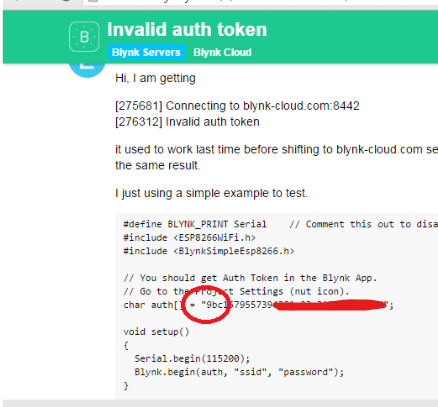 Invalid auth token
Blynk Servers Blynk Cloud
Hi, I am getting
[275681] Connecting to blynk-cloud.com:8442
[276312] Invalid auth token
it used to work last time before shifting to blynk-cloud.com se
the same result.
I just using a simple example to test.
#define BLYNK_PRINT Serial // Comment this out to disa
#include <ESP8266WiFi.h>
#include <BlynkSimpleEsp8266.h>
// You should get Auth Token in the Blynk App.
// Go to the Project Settings (nut icon).
char auth[] = ";
void setup()
{
Serial.begin(115200);
Blynk.begin(auth, "ssid", "password");
}